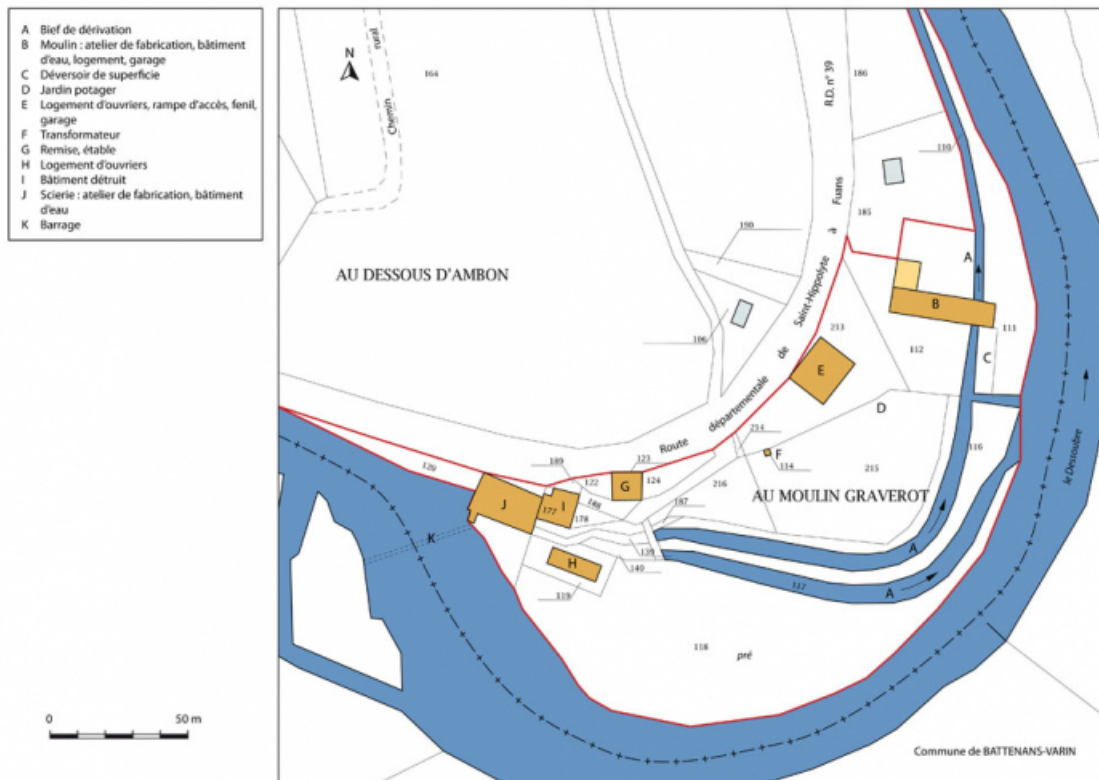 A Bief de dérivation
B Moulin : atelier de fabrication, bâtiment
d'eau, logement, garage
C Déversoir de superficie
D Jardin potager
E Logement d'ouvriers, rampe d'accès, fenil,
garage
F Transformateur
G Remise, étable
H Logement d'ouvriers
I Bâtiment détruit
J Scierie : atelier de fabrication, bâtiment
d'eau
K Barrage
N
164
Chemin rural
R.D. n° 39
186
110
185
190
106
AU DESSOUS D'AMBON
Route départementale de Saint-Hippolyte à Fuans
A
B
111
213
112
C
E
D
le Dessoubre
214
F
114
215
116
AU MOULIN GRAVEROT
189
123
122
124
G
120
216
187
188
J
177
I
178
K
139
140
H
119
A
117
A
118
pré
0 50 m
Commune de BATTENANS-VARIN